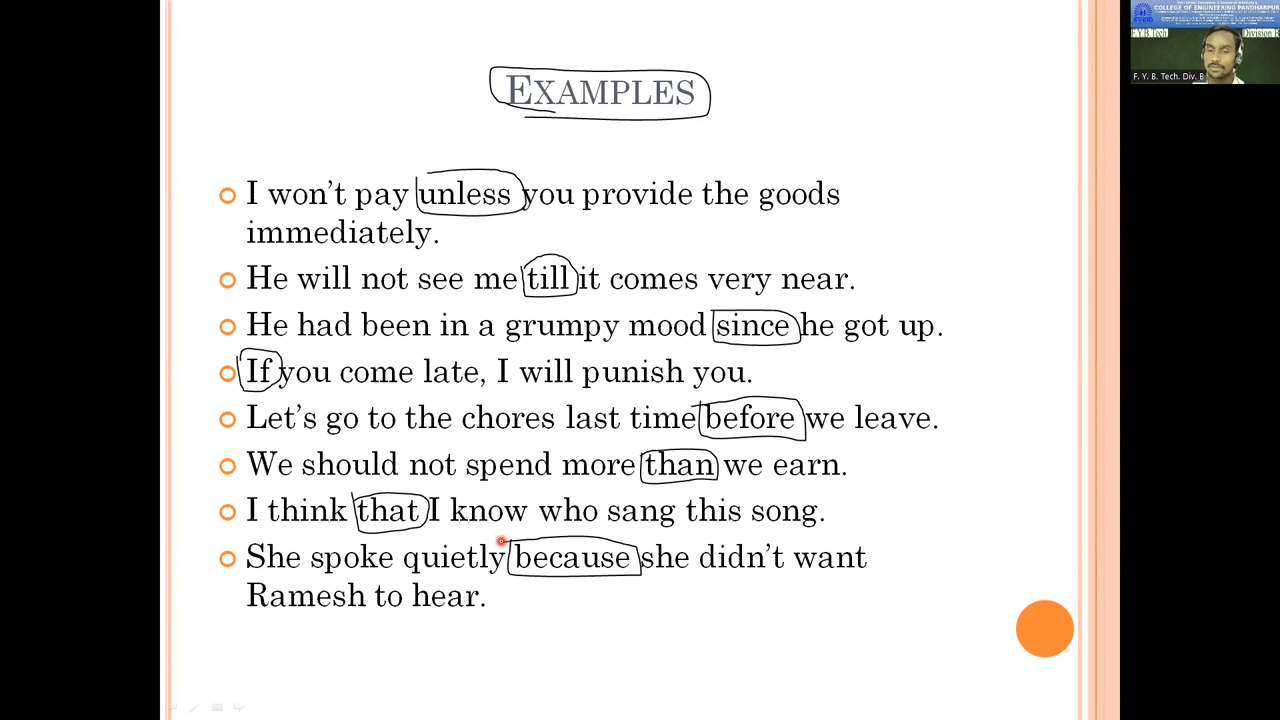 COLLEGE OF ENGINEERING PANDHARPUR
F.Y.B.Tech
Division B
F. Y. B. Tech. Div. B
EXAMPLES
I won't pay unless you provide the goods
immediately.
He will not see me till it comes very near.
He had been in a grumpy mood since he got up.
If you come late, I will punish you.
Let's go to the chores last time before we leave.
We should not spend more than we earn.
I think that I know who sang this song.
She spoke quietly because she didn't want
Ramesh to hear.